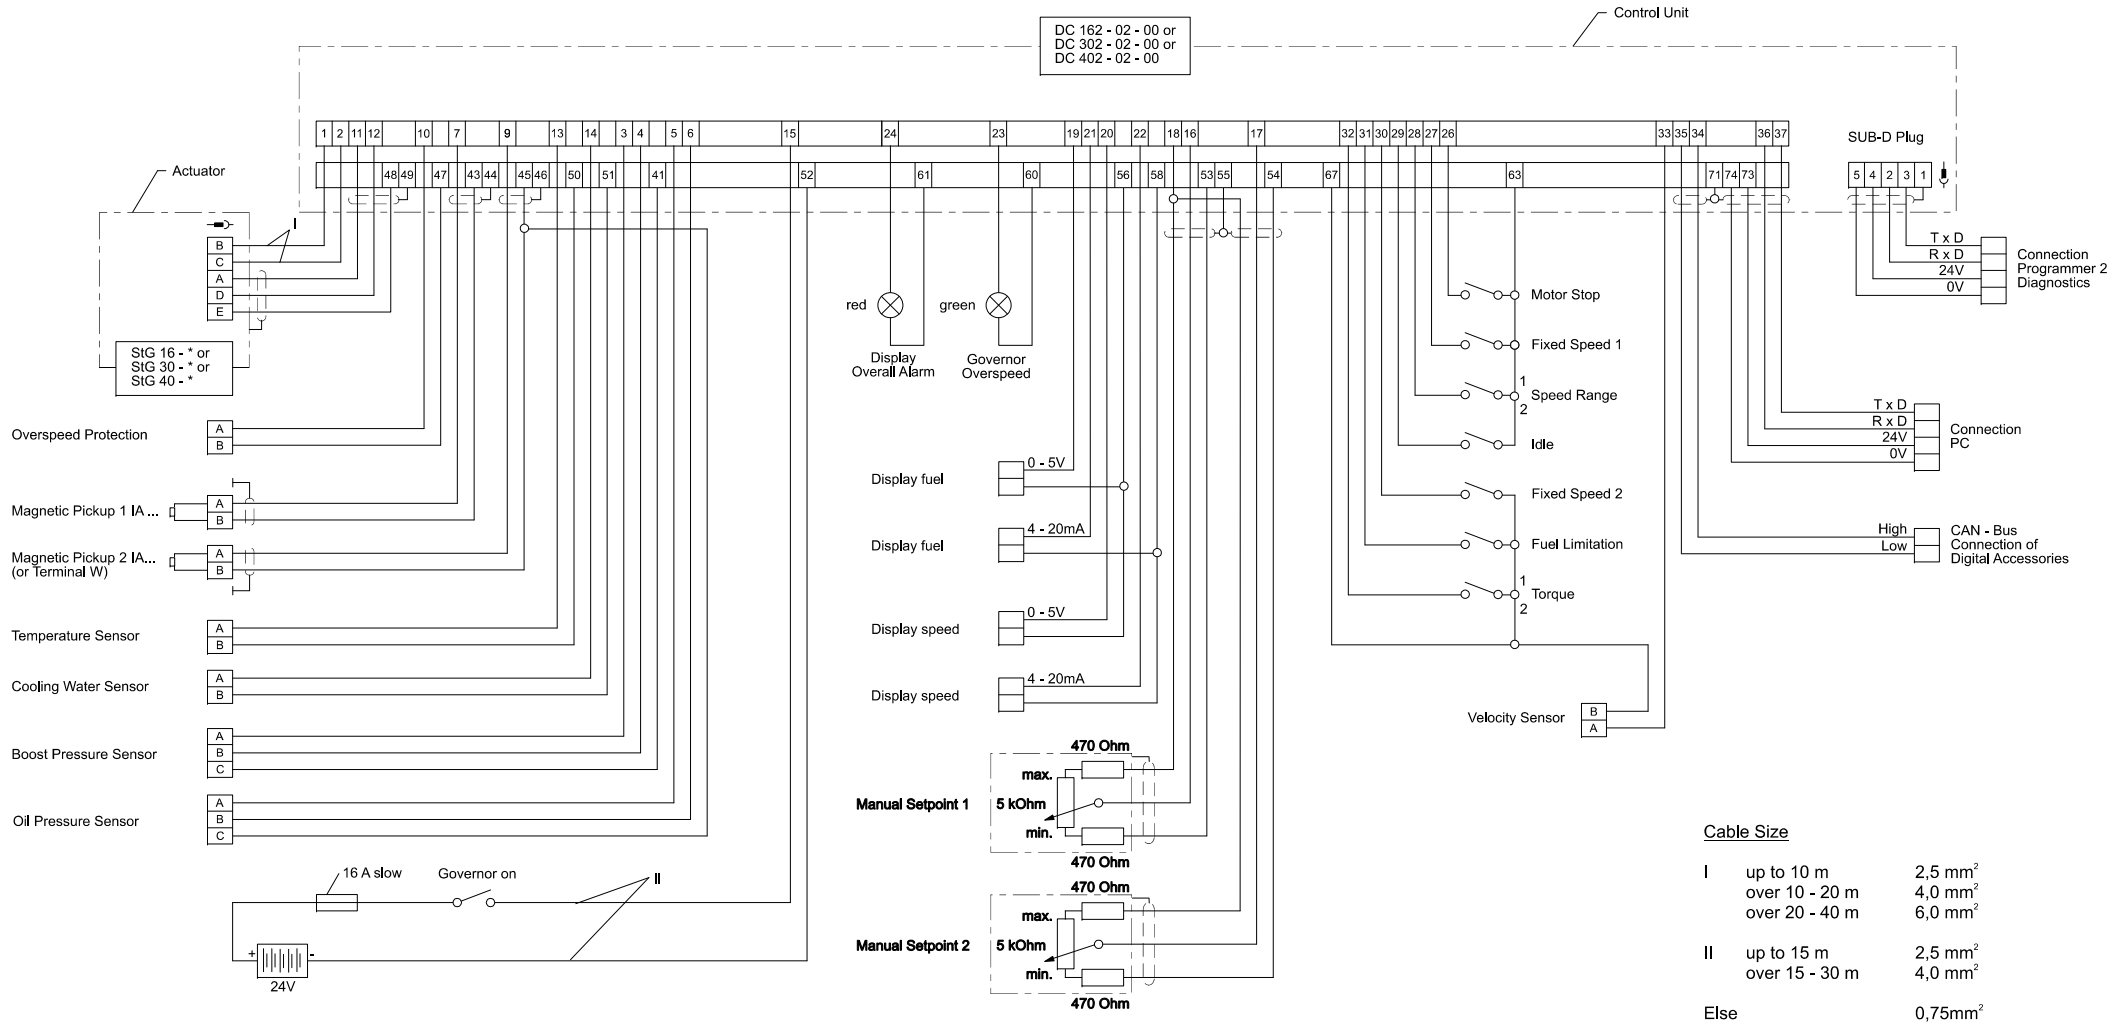 Control Unit
DC 162 - 02 - 00 or
DC 302 - 02 - 00 or
DC 402 - 02 - 00
1 2 11 12 10 7 9 13 14 3 4 5 6 15 24 23 19 21 20 22 18 16 17 32 31 30 29 28 27 26 33 35 34 36 37
SUB-D Plug
48 49 47 43 44 45 46 50 51 41 52 61 60 56 58 53 55 54 67 63 71 74 73
5 4 2 3 1
Actuator
I
B
C
A
D
E
StG 16 - * or
StG 30 - * or
StG 40 - *
Overspeed Protection
A
B
Magnetic Pickup 1 IA ...
A
B
Magnetic Pickup 2 IA...
(or Terminal W)
A
B
Temperature Sensor
A
B
Cooling Water Sensor
A
B
Boost Pressure Sensor
A
B
C
Oil Pressure Sensor
A
B
C
16 A slow
Governor on
II
+ -
24V
red
Display
Overall Alarm
green
Governor
Overspeed
Display fuel
0 - 5V
Display fuel
4 - 20mA
Display speed
0 - 5V
Display speed
4 - 20mA
470 Ohm
max.
Manual Setpoint 1
5 kOhm
min.
470 Ohm
470 Ohm
max.
Manual Setpoint 2
5 kOhm
min.
470 Ohm
Motor Stop
Fixed Speed 1
1
Speed Range
2
Idle
Fixed Speed 2
Fuel Limitation
1
Torque
2
Velocity Sensor
B
A
T x D
R x D
24V
0V
Connection
Programmer 2
Diagnostics
T x D
R x D
24V
0V
Connection
PC
High
Low
CAN - Bus
Connection of
Digital Accessories
Cable Size
I up to 10 m 2,5 mm²
over 10 - 20 m 4,0 mm²
over 20 - 40 m 6,0 mm²
II up to 15 m 2,5 mm²
over 15 - 30 m 4,0 mm²
Else 0,75mm²